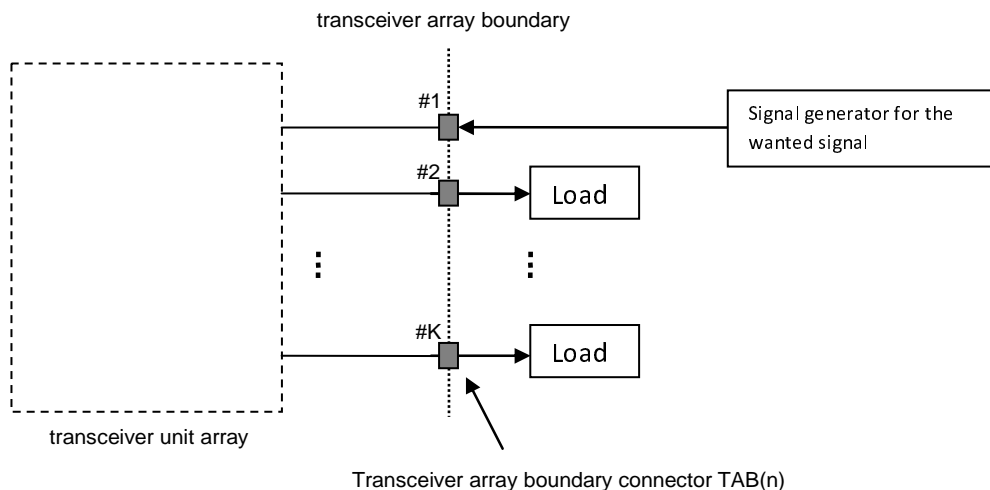 transceiver array boundary
#1
Signal generator for the
wanted signal
#2
Load
#K
Load
transceiver unit array
Transceiver array boundary connector TAB(n)